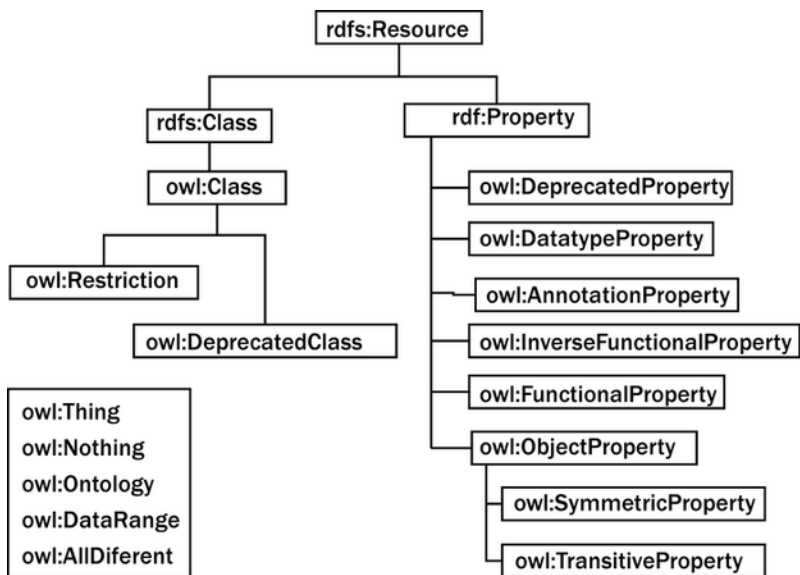 rdfs:Resource
rdfs:Class
rdf:Property
owl:Class
owl:DeprecatedProperty
owl:DatatypeProperty
owl:Restriction
owl:AnnotationProperty
owl:DeprecatedClass
owl:InverseFunctionalProperty
owl:FunctionalProperty
owl:Thing
owl:Nothing
owl:Ontology
owl:DataRange
owl:AllDiferent
owl:ObjectProperty
owl:SymmetricProperty
owl:TransitiveProperty